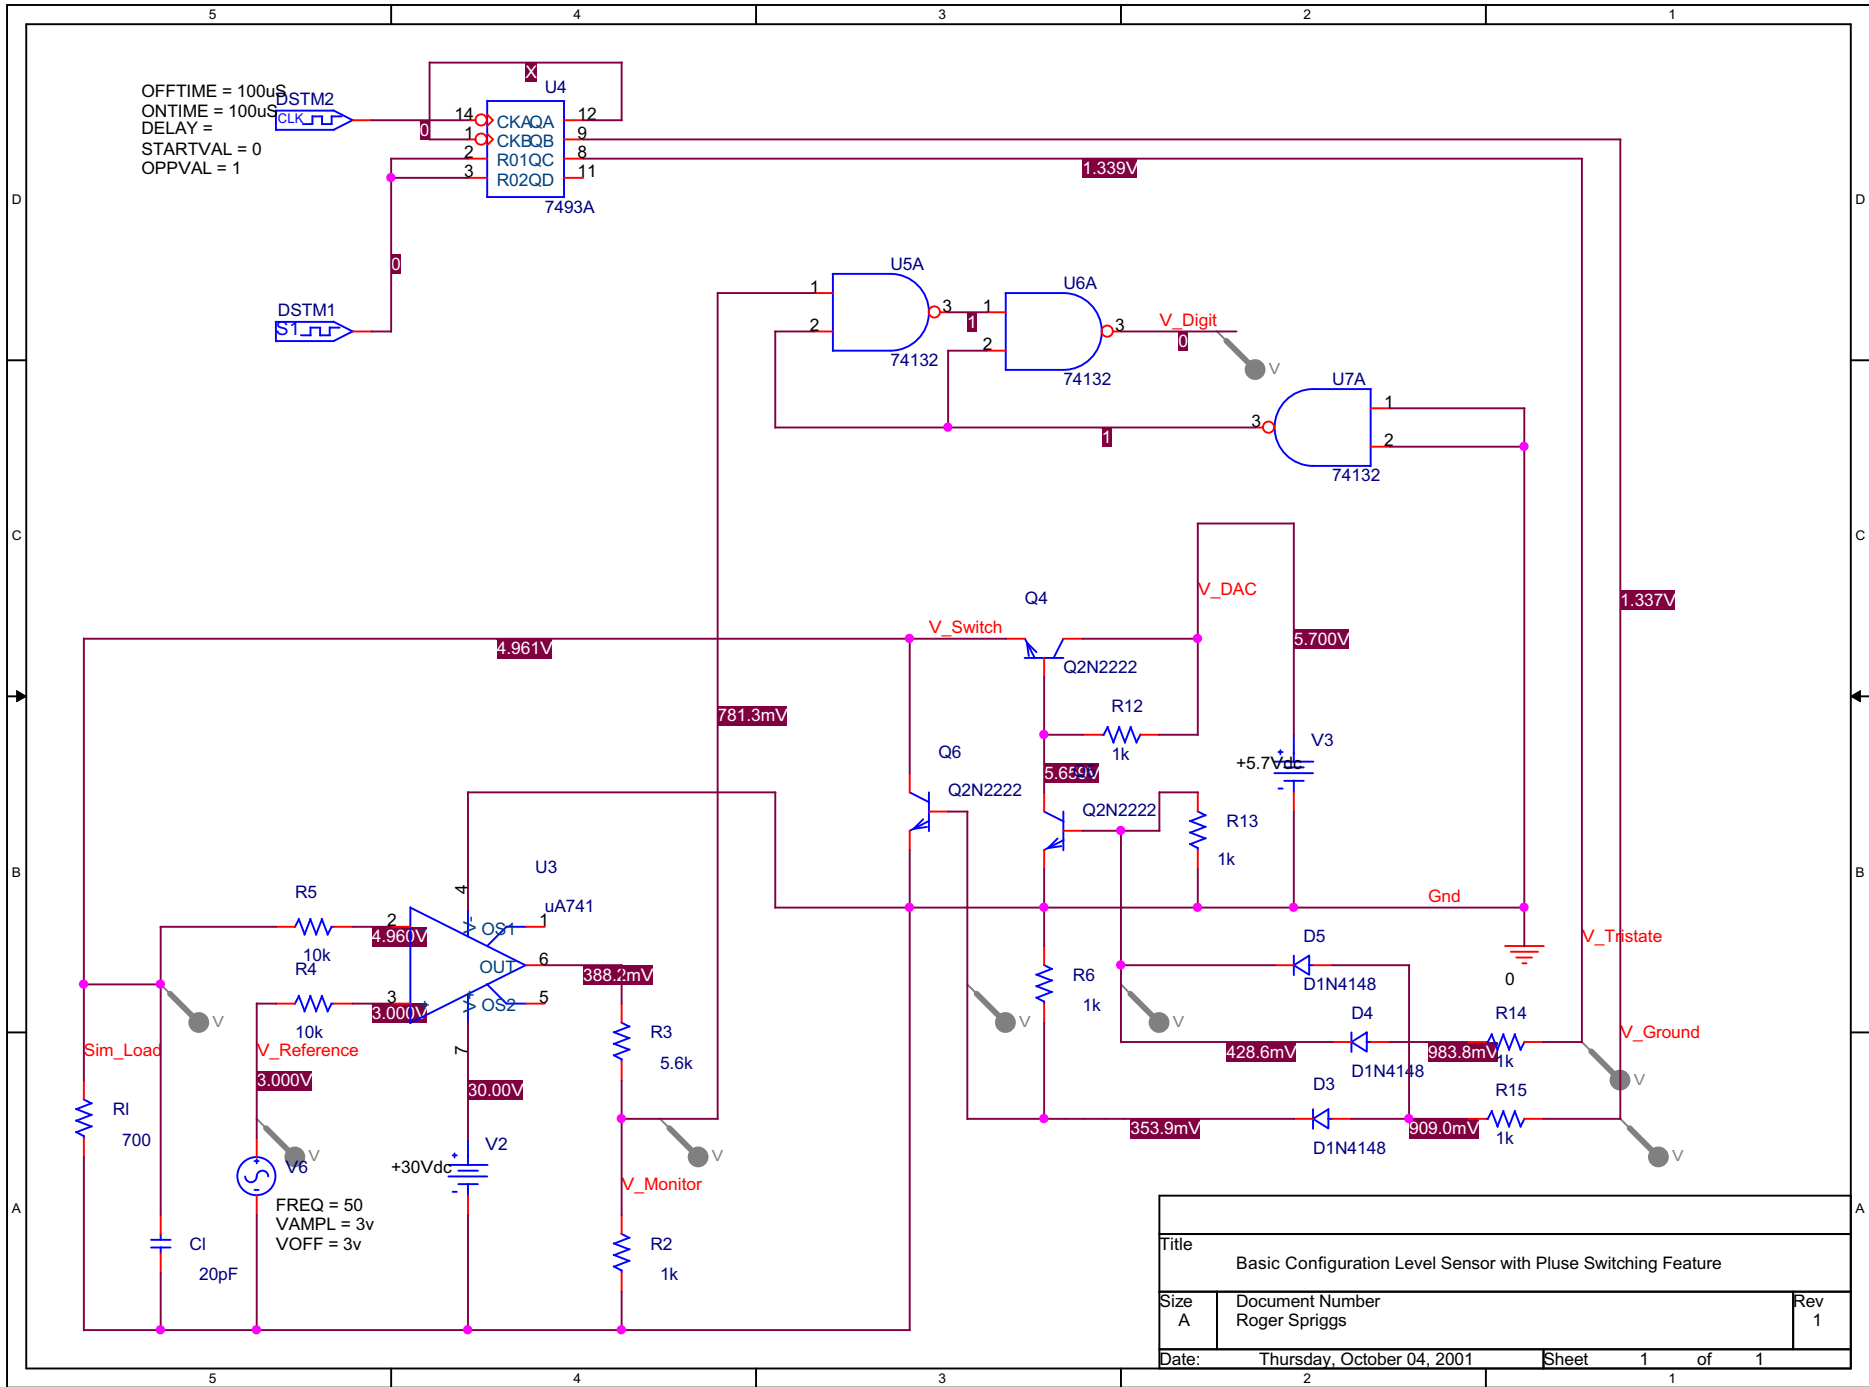 5 4 3 2 1
D
D
C
C
B
B
A
A
OFFTIME = 100uS
ONTIME = 100uS
DELAY =
STARTVAL = 0
OPPVAL = 1
DSTM2
CLK
X
U4
14 CKA QA 12
1 CKB QB 9
2 R01 QC 8
3 R02 QD 11
7493A
0
0
1.339V
DSTM1
S1
U5A
1
2
3
74132
1
U6A
1
2
3
74132
V_Digit
0
V
U7A
1
2
3
74132
1
V_DAC
Q4
Q2N2222
V_Switch
4.961V
5.700V
1.337V
781.3mV
R12
1k
5.659V
V3
+5.7Vdc
Q6
Q2N2222
Q2N2222
R13
1k
U3
uA741
4
R5
10k
2
4.960V
V-
OS1
1
OUT
6
388.2mV
R4
10k
3
3.000V
+
V+
OS2
5
7
Gnd
0
D5
D1N4148
V_Tristate
R6
1k
V
V
V
D4
D1N4148
R14
1k
428.6mV
983.8mV
V_Ground
V
D3
D1N4148
R15
1k
353.9mV
909.0mV
V
Sim_Load
V_Reference
3.000V
30.00V
R3
5.6k
Rl
700
V
V6
FREQ = 50
VAMPL = 3v
VOFF = 3v
V2
+30Vdc
V
V_Monitor
Cl
20pF
R2
1k
Title
Basic Configuration Level Sensor with Pluse Switching Feature
Size
A
Document Number
Roger Spriggs
Rev
1
Date: Thursday, October 04, 2001 Sheet 1 of 1
5 4 3 2 1